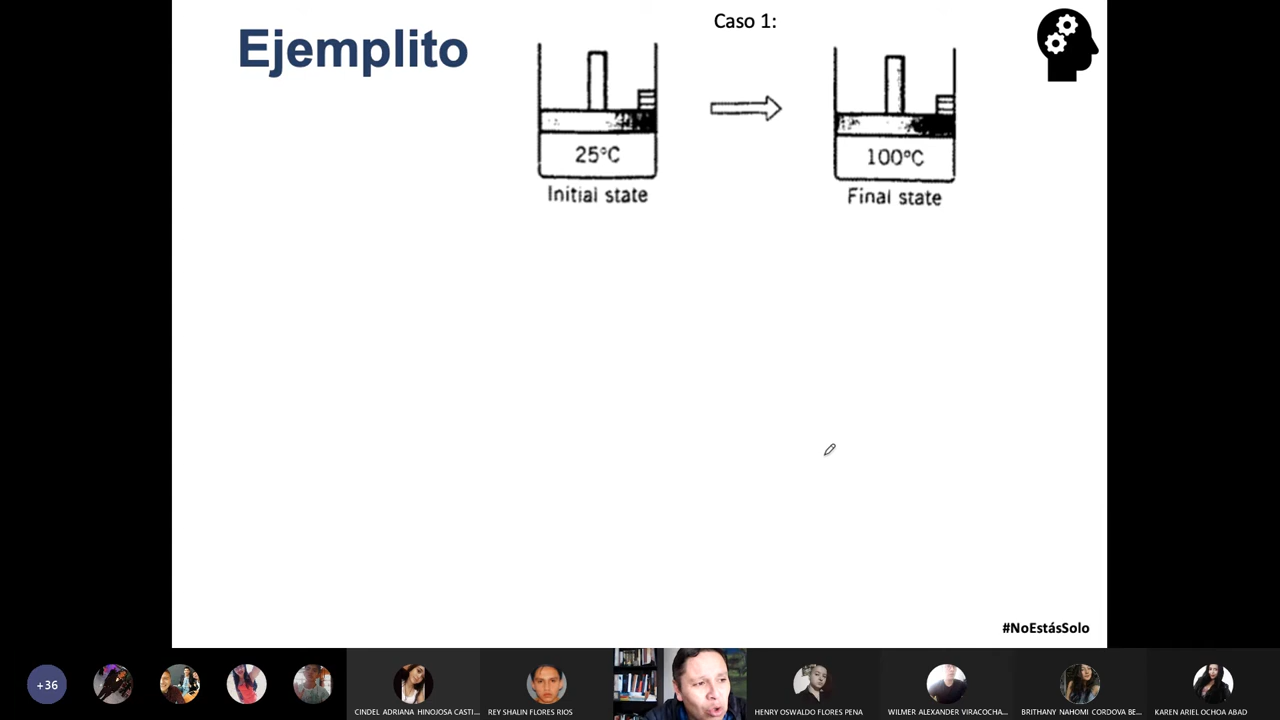 Caso 1:
Ejemplito
25°C
100°C
Initial state
Final state
#NoEstásSolo
+36
CINDEL ADRIANA HINOJOSA CASTI...
REY SHALIN FLORES RIOS
HENRY OSWALDO FLORES PENA
WILMER ALEXANDER VIRACOCHA...
BRITHANY NAHOMI CORDOVA BE...
KAREN ARIEL OCHOA ABAD